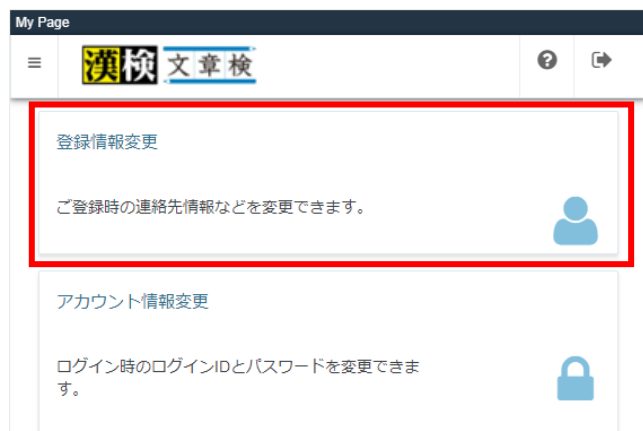 My Page
漢検 文章検
登録情報変更
ご登録時の連絡先情報などを変更できます。
アカウント情報変更
ログイン時のログインIDとパスワードを変更できま
す。